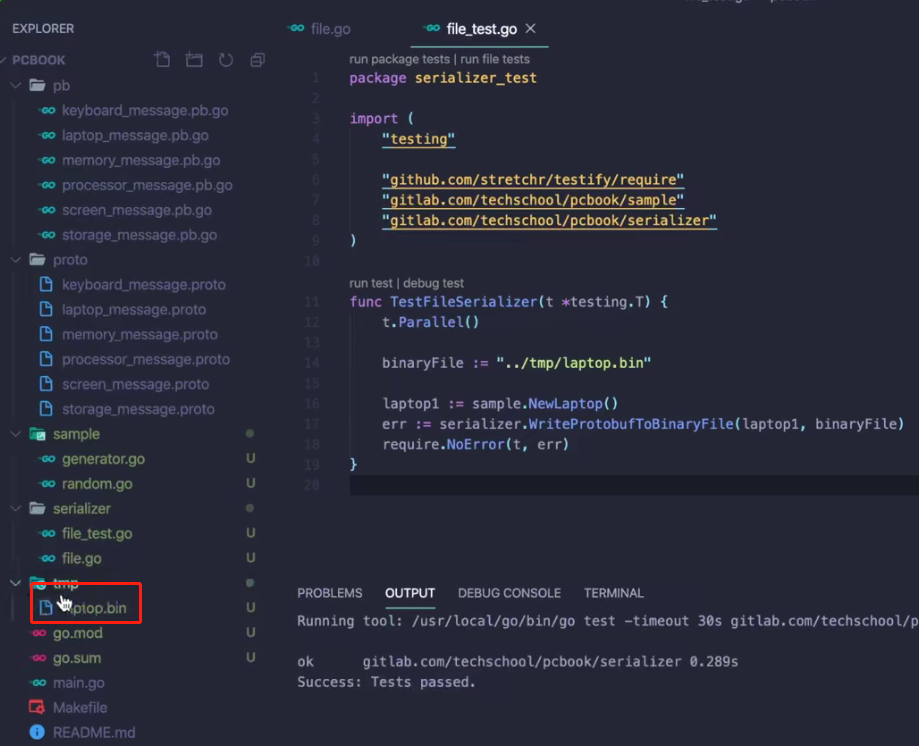 EXPLORER
PCBOOK
pb
keyboard_message.pb.go
laptop_message.pb.go
memory_message.pb.go
processor_message.pb.go
screen_message.pb.go
storage_message.pb.go
proto
keyboard_message.proto
laptop_message.proto
memory_message.proto
processor_message.proto
screen_message.proto
storage_message.proto
sample
generator.go U
random.go U
serializer
file_test.go U
file.go U
tmp
U
go.mod U
go.sum U
main.go
Makefile
README.md
file.go
file_test.go
run package tests | run file tests
1 package serializer_test
2
3 import (
4 "testing"
5
6 "github.com/stretchr/testify/require"
7 "gitlab.com/techschool/pcbook/sample"
8 "gitlab.com/techschool/pcbook/serializer"
9 )
10
run test | debug test
11 func TestFileSerializer(t *testing.T) {
12 t.Parallel()
13
14 binaryFile := "../tmp/laptop.bin"
15
16 laptop1 := sample.NewLaptop()
17 err := serializer.WriteProtobufToBinaryFile(laptop1, binaryFile)
18 require.NoError(t, err)
19 }
20
PROBLEMS OUTPUT DEBUG CONSOLE TERMINAL
Running tool: /usr/local/go/bin/go test -timeout 30s gitlab.com/techschool/p
ok gitlab.com/techschool/pcbook/serializer 0.289s
Success: Tests passed.